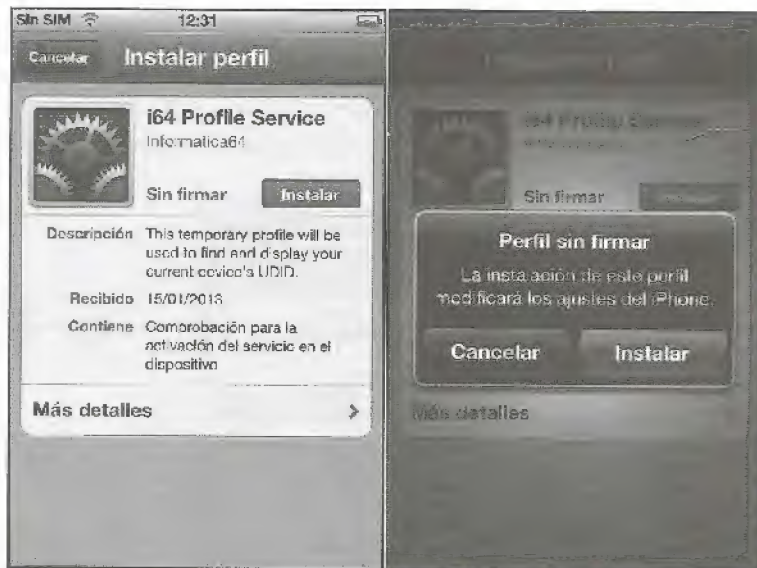 Sin SIM 12:31
Cancelar Instalar perfil
i64 Profile Service
Informatica64
Sin firmar Instalar
Descripción This temporary profile will be
used to find and display your
current device's UDID.
Recibido 15/01/2013
Contiene Comprobación para la
activación del servicio en el
dispositivo
Más detalles
i64 Profile
Sin firmar
Perfil sin firmar
La instalación de este perfil
modificará los ajustes del iPhone.
Cancelar Instalar
Más detalles